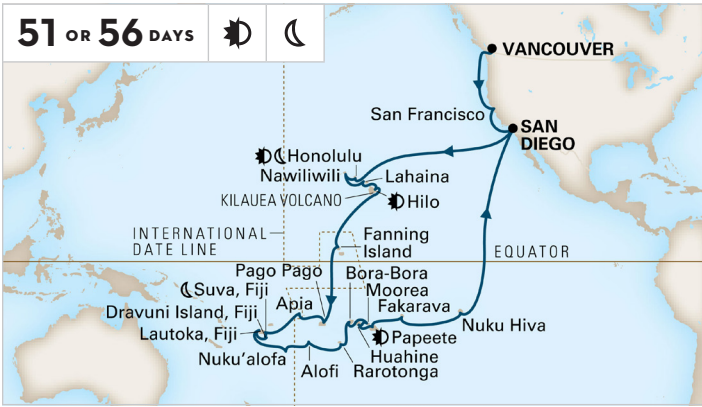 51 OR 56 DAYS
VANCOUVER
San Francisco
SAN
DIEGO
Honolulu
Nawiliwili
Lahaina
KILAUEA VOLCANO
Hilo
INTERNATIONAL
DATE LINE
Fanning
Island
EQUATOR
Pago Pago
Bora-Bora
Suva, Fiji
Moorea
Apia
Fakarava
Dravuni Island, Fiji
Lautoka, Fiji
Nuku Hiva
Papeete
Nuku'alofa
Huahine
Alofi
Rarotonga